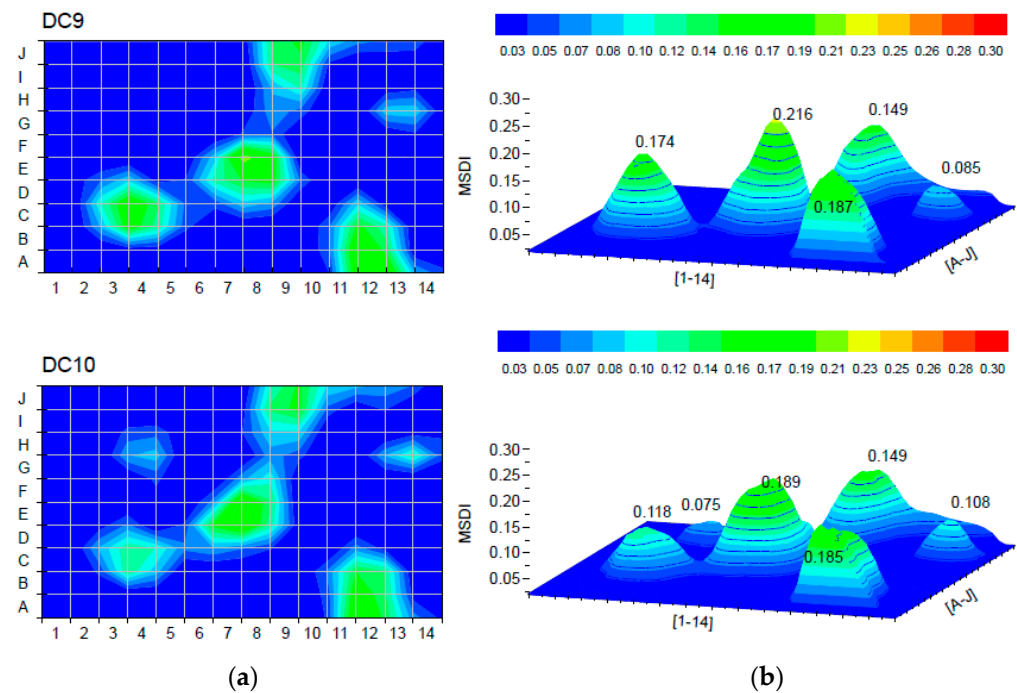 DC9
J
I
H
G
F
E
D
C
B
A
1 2 3 4 5 6 7 8 9 10 11 12 13 14
0.03 0.05 0.07 0.08 0.10 0.12 0.14 0.16 0.17 0.19 0.21 0.23 0.25 0.26 0.28 0.30
MSDI
0.30
0.25
0.20
0.15
0.10
0.05
0.174
0.216
0.149
0.085
0.187
[1-14]
[A-J]
DC10
J
I
H
G
F
E
D
C
B
A
1 2 3 4 5 6 7 8 9 10 11 12 13 14
0.03 0.05 0.07 0.08 0.10 0.12 0.14 0.16 0.17 0.19 0.21 0.23 0.25 0.26 0.28 0.30
MSDI
0.30
0.25
0.20
0.15
0.10
0.05
0.118
0.075
0.189
0.149
0.108
0.185
[1-14]
[A-J]
(a) (b)